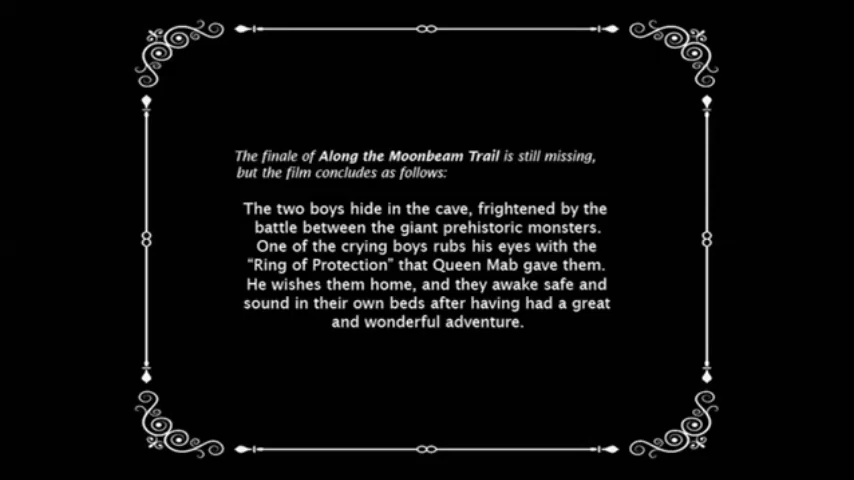 The finale of Along the Moonbeam Trail is still missing,
but the film concludes as follows:
The two boys hide in the cave, frightened by the
battle between the giant prehistoric monsters.
One of the crying boys rubs his eyes with the
“Ring of Protection” that Queen Mab gave them.
He wishes them home, and they awake safe and
sound in their own beds after having had a great
and wonderful adventure.